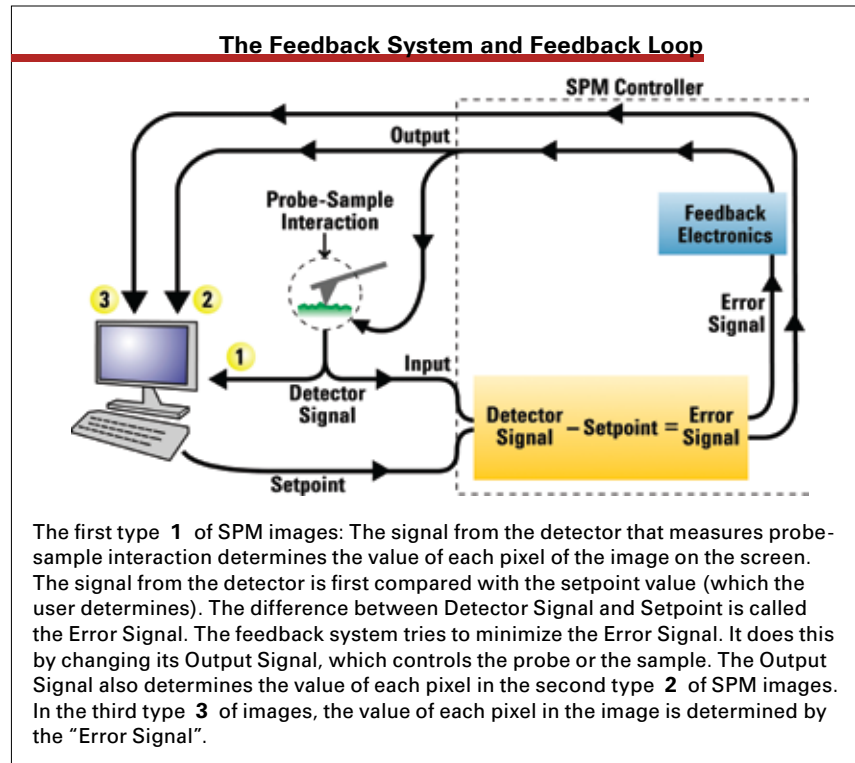 The Feedback System and Feedback Loop
SPM Controller
Output
Probe-Sample
Interaction
Feedback
Electronics
3
2
Error
Signal
1
Input
Detector
Signal
Detector
Signal
– Setpoint =
Error
Signal
Setpoint
The first type 1 of SPM images: The signal from the detector that measures probe-
sample interaction determines the value of each pixel of the image on the screen.
The signal from the detector is first compared with the setpoint value (which the
user determines). The difference between Detector Signal and Setpoint is called
the Error Signal. The feedback system tries to minimize the Error Signal. It does this
by changing its Output Signal, which controls the probe or the sample. The Output
Signal also determines the value of each pixel in the second type 2 of SPM images.
In the third type 3 of images, the value of each pixel in the image is determined by
the “Error Signal”.